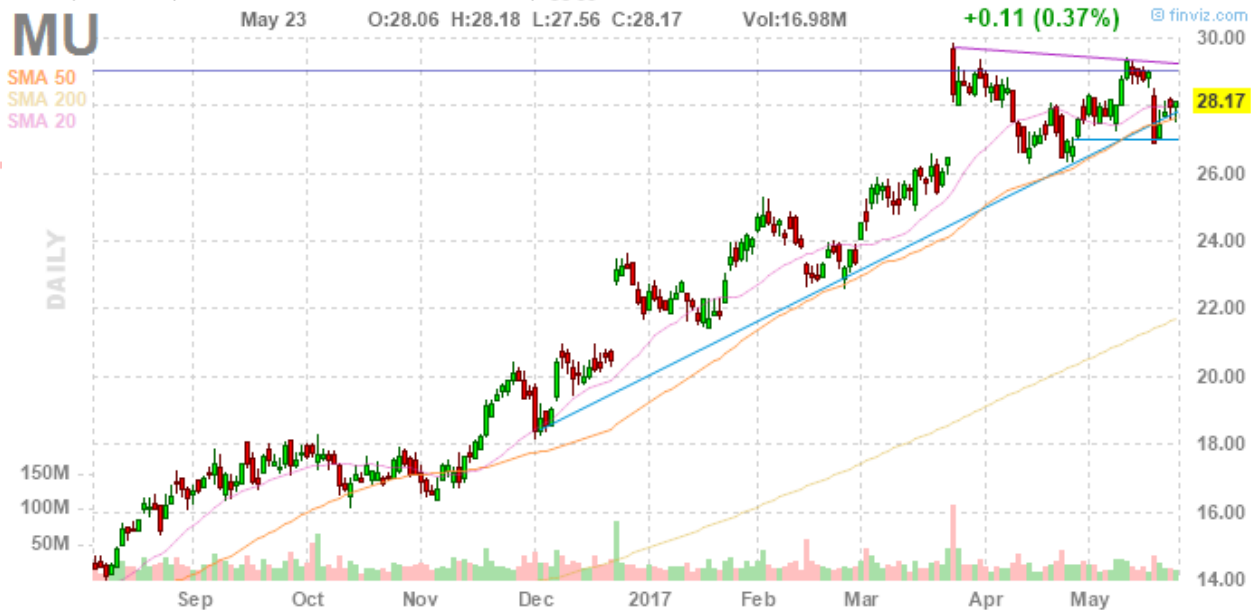 MU May 23 O:28.06 H:28.18 L:27.56 C:28.17 Vol:16.98M +0.11 (0.37%) © finviz.com
SMA 50
SMA 200
SMA 20
DAILY
30.00
28.17
26.00
24.00
22.00
20.00
18.00
16.00
14.00
150M
100M
50M
Sep Oct Nov Dec 2017 Feb Mar Apr May